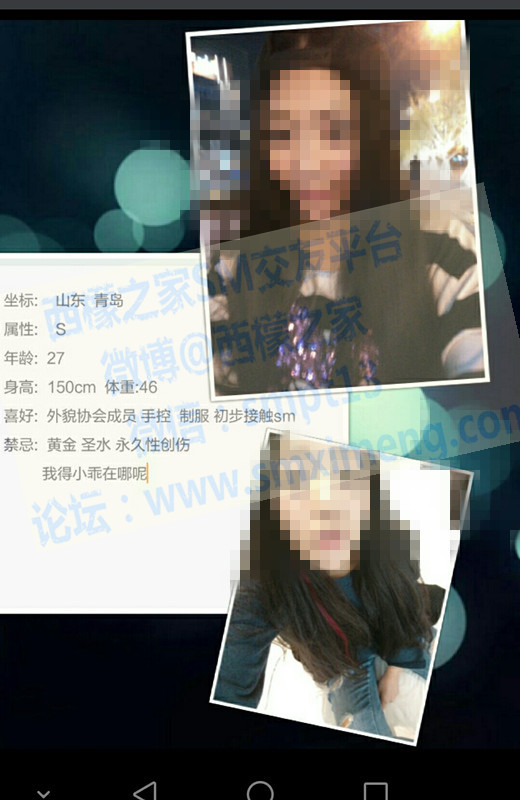 坐标: 山东 青岛
属性: S
年龄: 27
身高: 150cm 体重:46
喜好: 外貌协会成员 手控 制服 初步接触sm
禁忌: 黄金 圣水 永久性创伤
我得小乖在哪呢
西檬之家SM交友平台
微博@西檬之家
论坛：www.smximeng.com